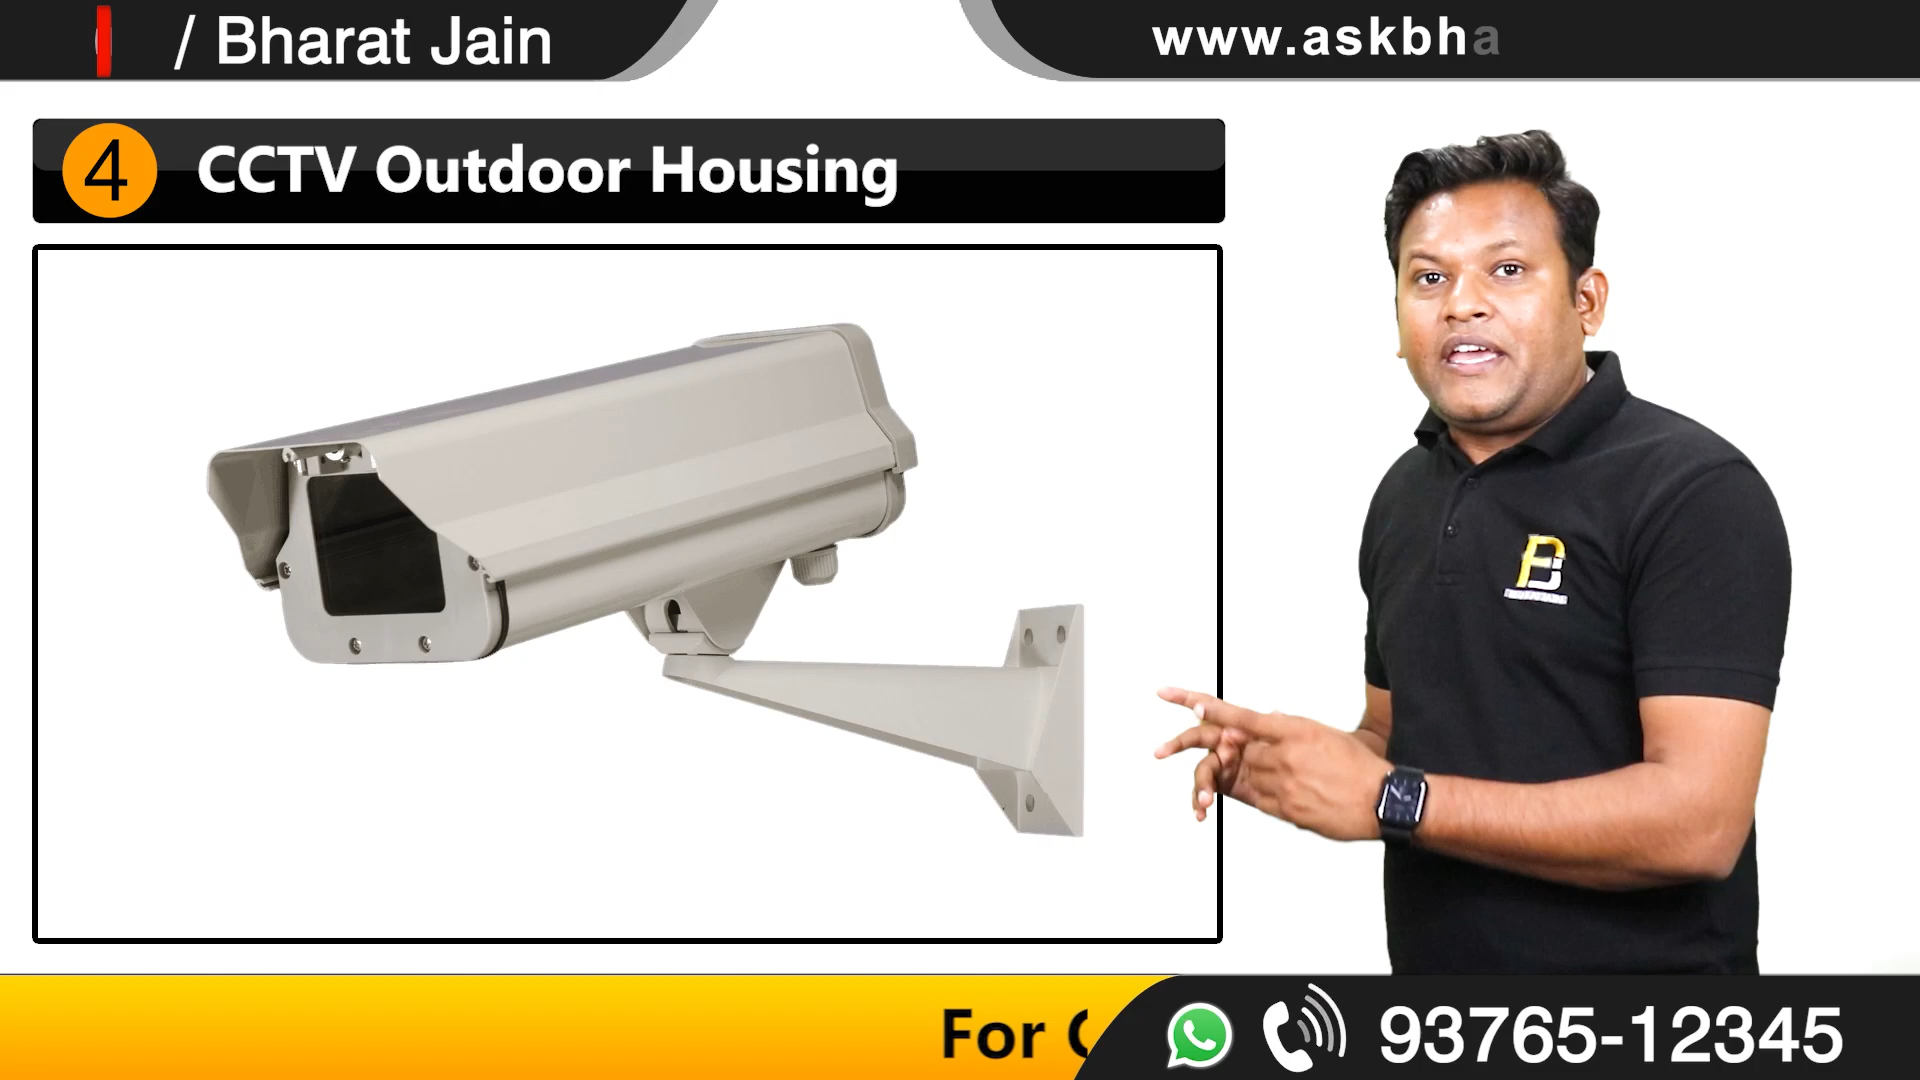 / Bharat Jain
www.askbha
4 CCTV Outdoor Housing
For
93765-12345